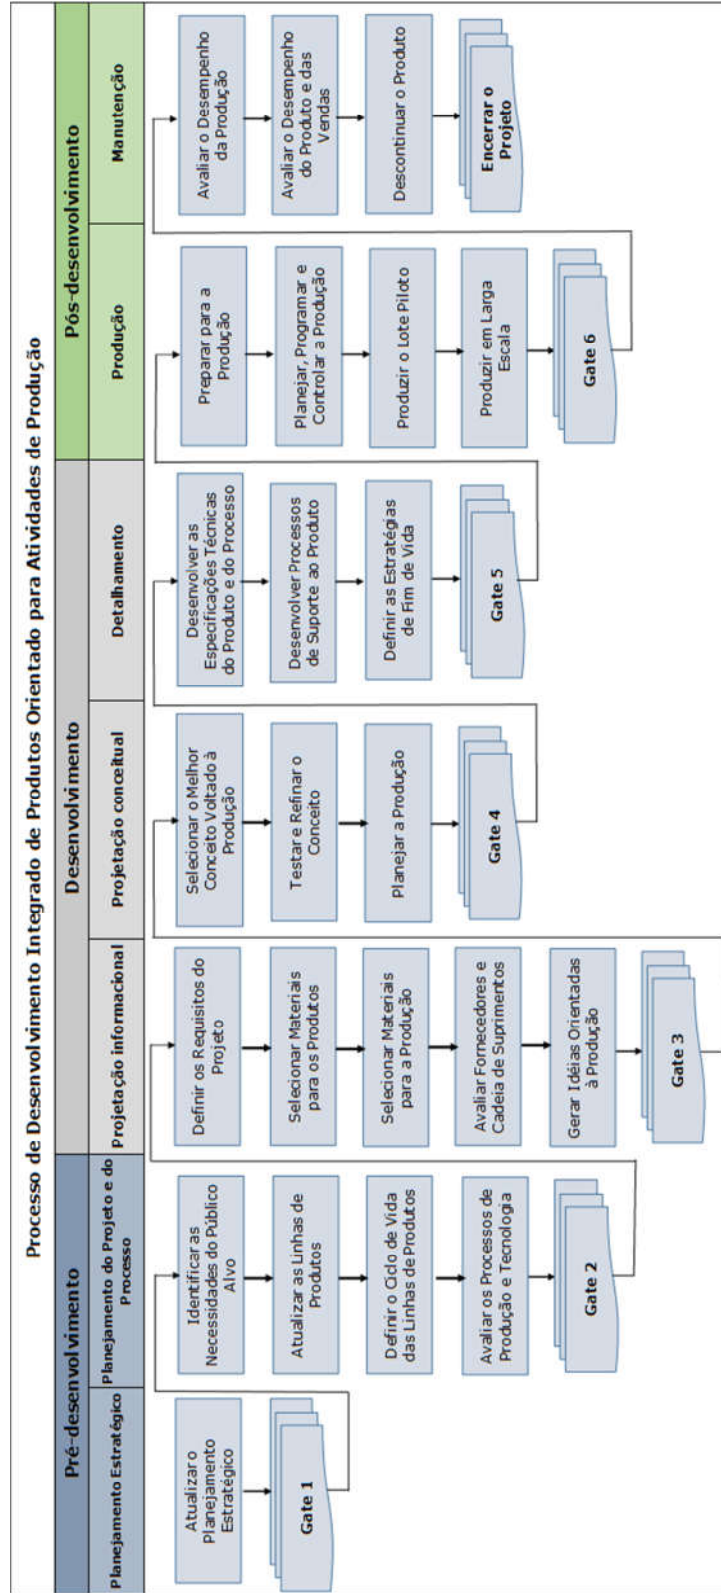 Processo de Desenvolvimento Integrado de Produtos Orientado para Atividades de Produção
Pré-desenvolvimento
Desenvolvimento
Pós-desenvolvimento
Planejamento Estratégico
Planejamento do Projeto e do
Processo
Projetação informacional
Projetação conceitual
Detalhamento
Produção
Manutenção
Atualizar o
Planejamento
Estratégico
Gate 1
Identificar as
Necessidades do Público
Alvo
Atualizar as Linhas de
Produtos
Definir o Ciclo de Vida
das Linhas de Produtos
Avaliar os Processos de
Produção e Tecnologia
Gate 2
Definir os Requisitos do
Projeto
Selecionar Materiais
para os Produtos
Selecionar Materiais
para a Produção
Avaliar Fornecedores e
Cadeia de Suprimentos
Gerar Idéias Orientadas
à Produção
Gate 3
Selecionar o Melhor
Conceito Voltado à
Produção
Testar e Refinar o
Conceito
Planejar a Produção
Gate 4
Desenvolver as
Especificações Técnicas
do Produto e do Processo
Desenvolver Processos
de Suporte ao Produto
Definir as Estratégias
de Fim de Vida
Gate 5
Preparar para a
Produção
Planejar, Programar e
Controlar a Produção
Produzir o Lote Piloto
Produzir em Larga
Escala
Gate 6
Avaliar o Desempenho
da Produção
Avaliar o Desempenho
do Produto e das
Vendas
Descontinuar o Produto
Encerrar o
Projeto